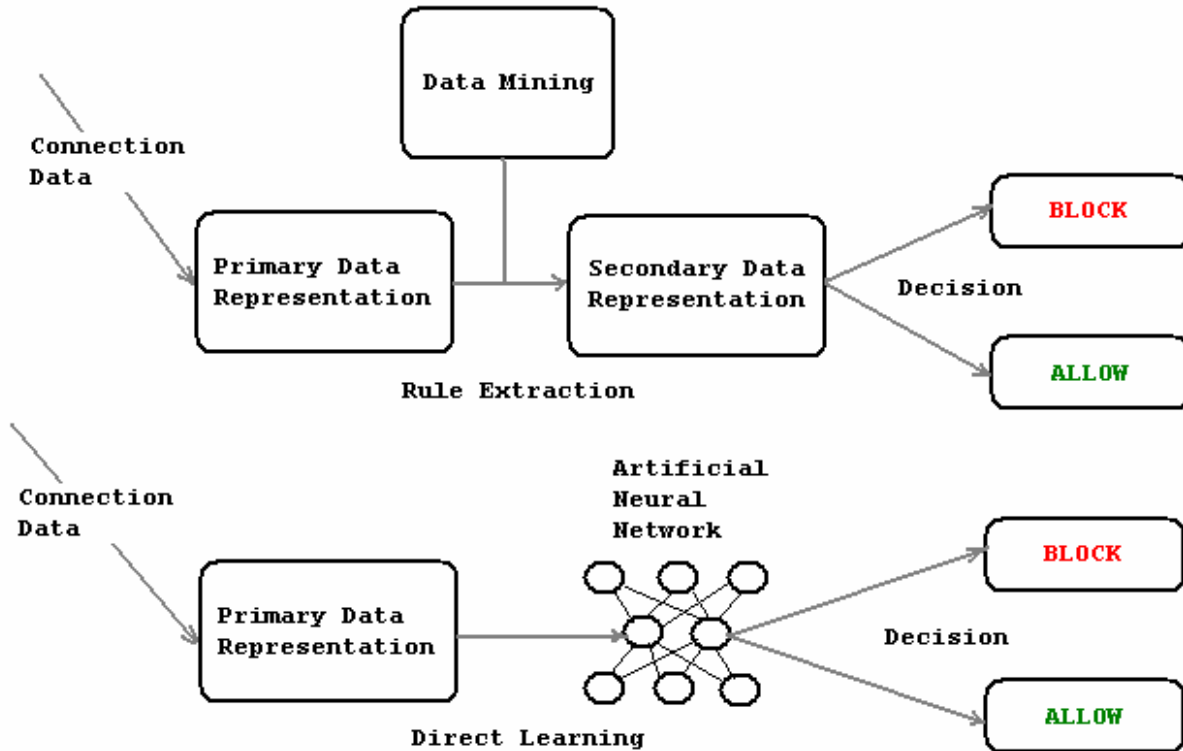 Data Mining
Connection
Data
Primary Data
Representation
Secondary Data
Representation
BLOCK
Decision
ALLOW
Rule Extraction
Connection
Data
Primary Data
Representation
Artificial
Neural
Network
BLOCK
Decision
ALLOW
Direct Learning